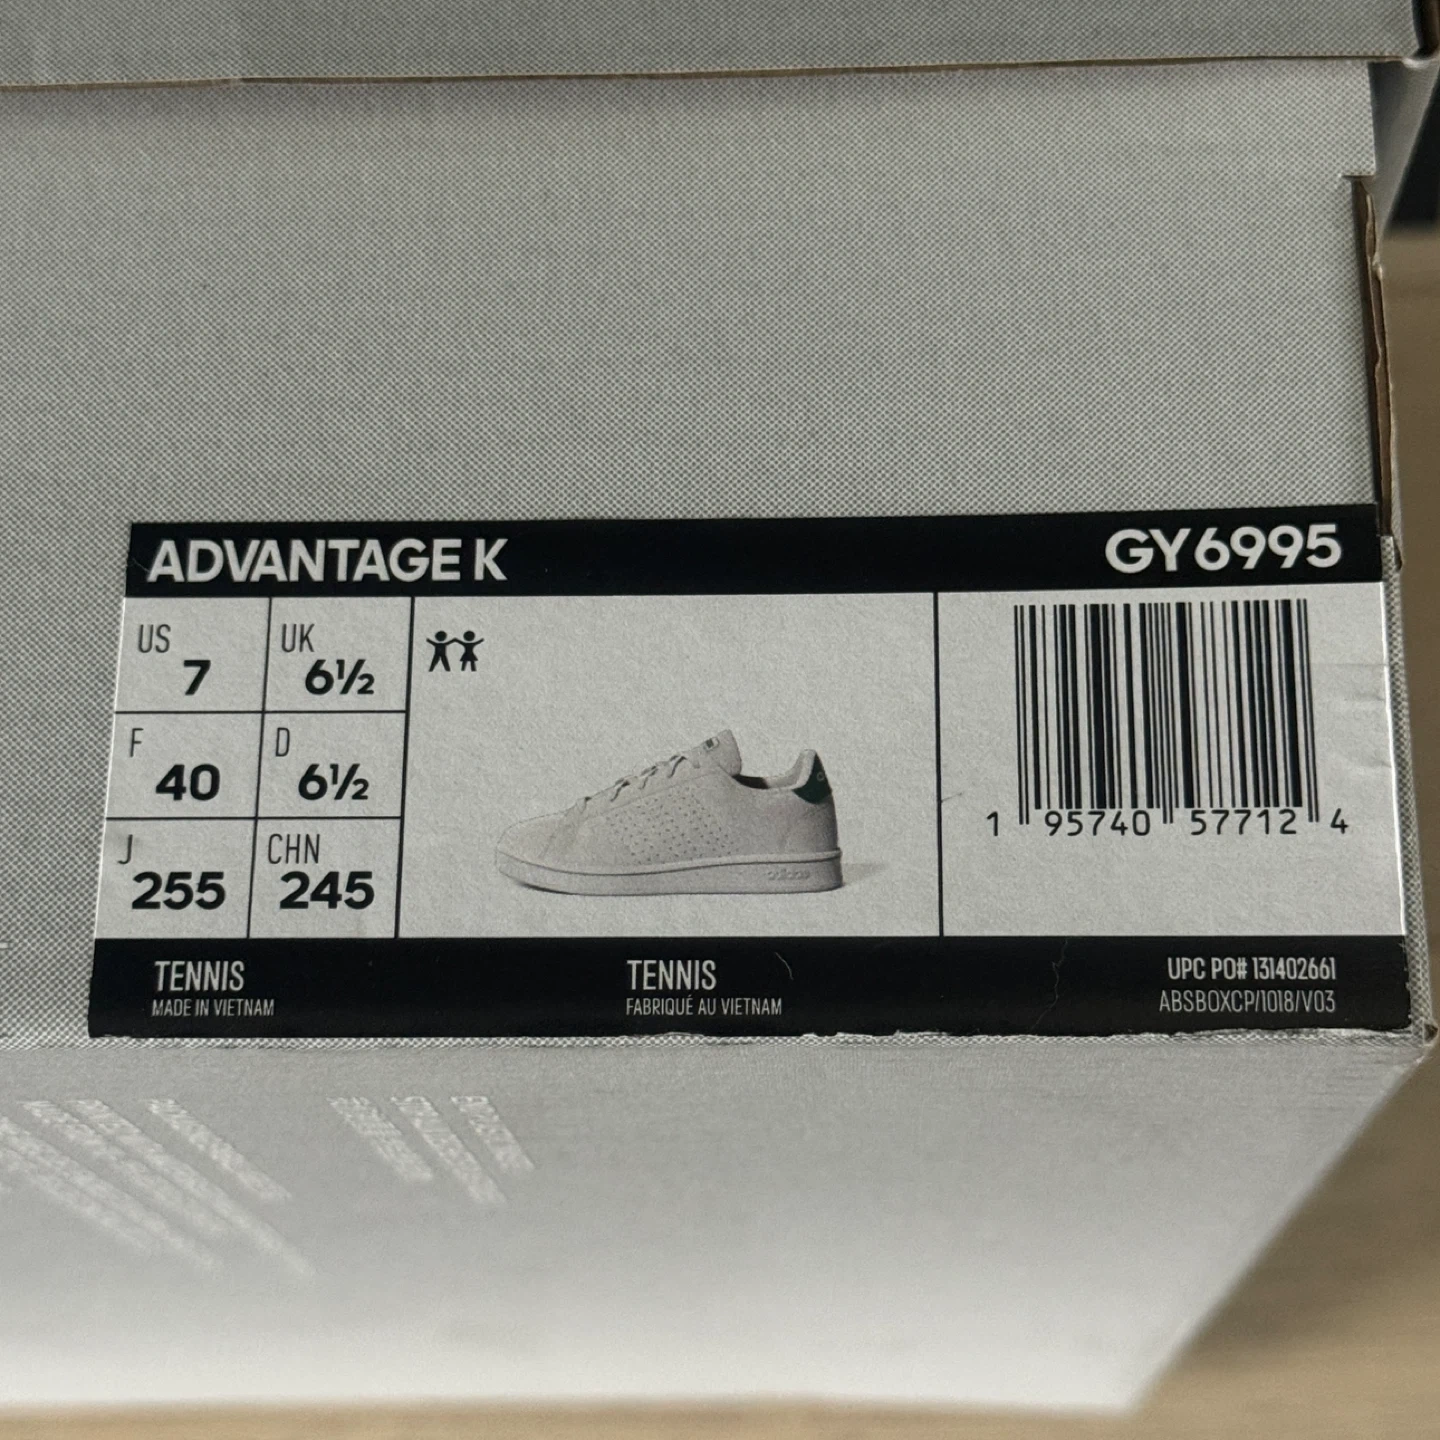 ADVANTAGE K GY6995
US 7 UK 6½
F 40 D 6½
J 255 CHN 245
adidas
1 95740 57712 4
TENNIS TENNIS UPC PO# 131402661
MADE IN VIETNAM FABRIQUÉ AU VIETNAM ABSBOXCP/1018/V03